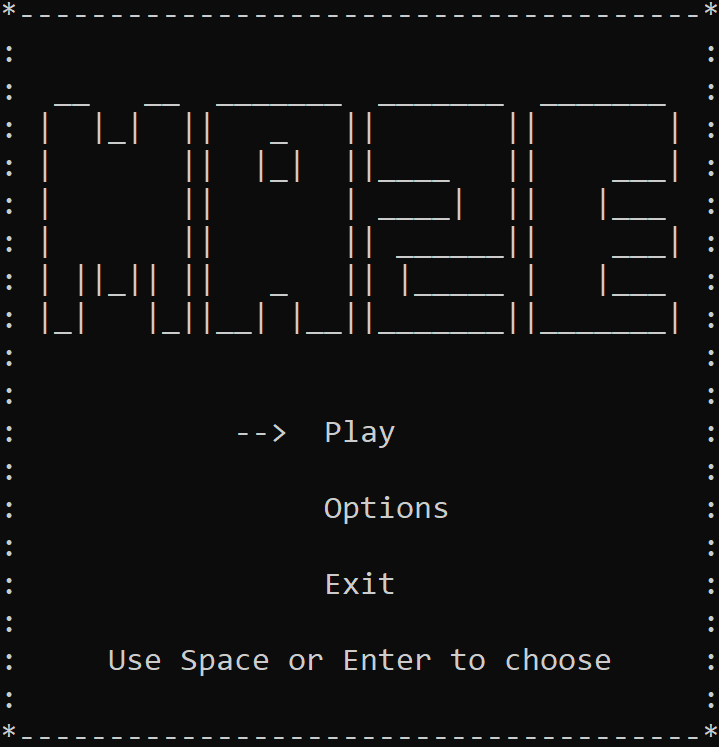 MAZE
--> Play
Options
Exit
Use Space or Enter to choose